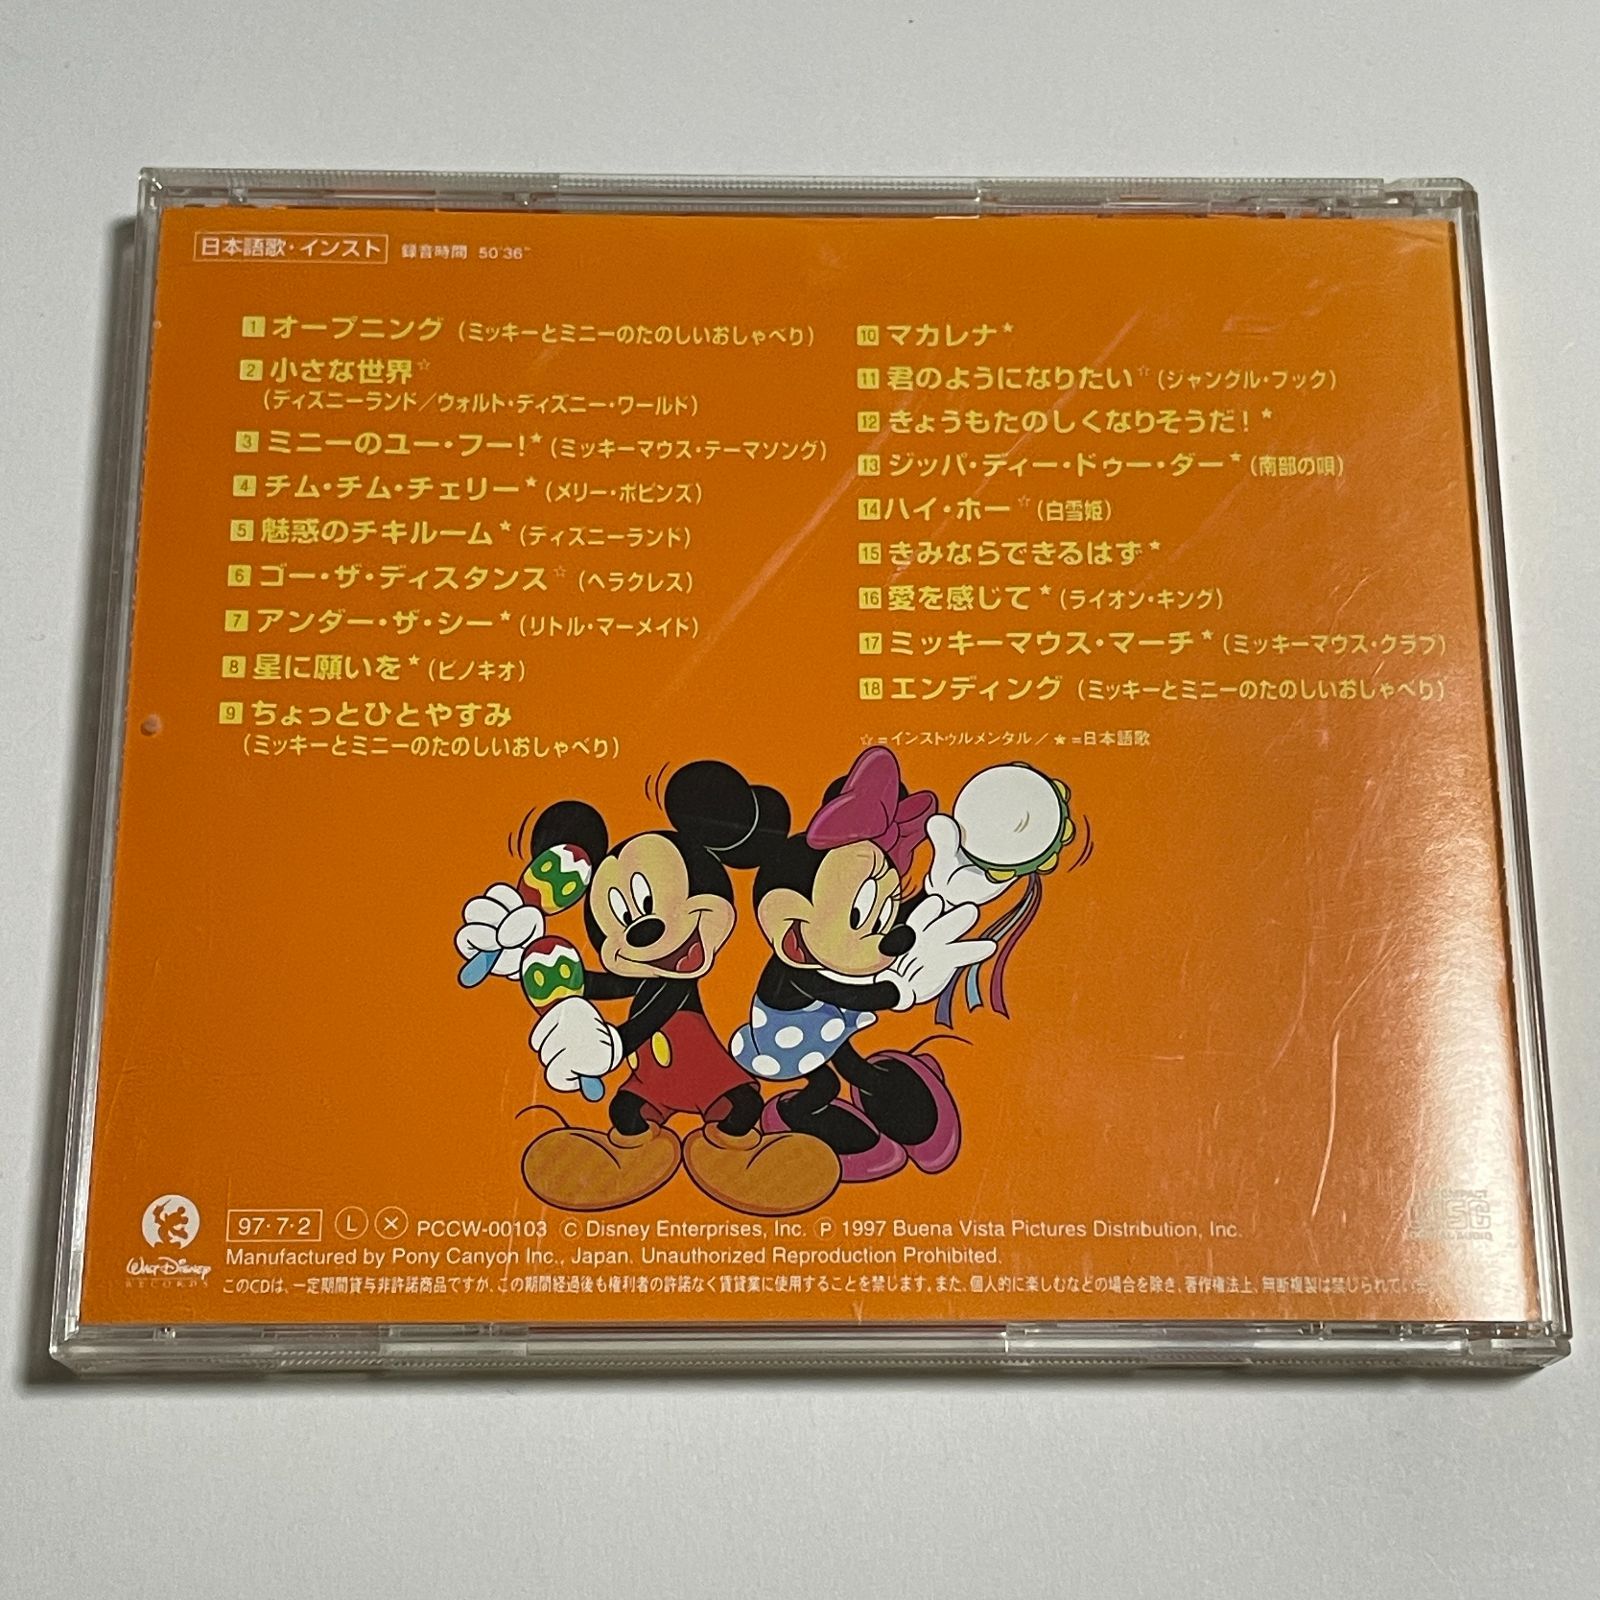 日本語歌・インスト 録音時間 50'36"
1 オープニング (ミッキーとミニーのたのしいおしゃべり)
2 小さな世界☆
(ディズニーランド/ウォルト・ディズニー・ワールド)
3 ミニーのユー・フー!★(ミッキーマウス・テーマソング)
4 チム・チム・チェリー★(メリー・ポピンズ)
5 魅惑のチキルーム★(ディズニーランド)
6 ゴー・ザ・ディスタンス☆(ヘラクレス)
7 アンダー・ザ・シー★(リトル・マーメイド)
8 星に願いを★(ピノキオ)
9 ちょっとひとやすみ
(ミッキーとミニーのたのしいおしゃべり)
10 マカレナ★
11 君のようになりたい☆(ジャングル・ブック)
12 きょうもたのしくなりそうだ!★
13 ジッパ・ディー・ドゥー・ダー★(南部の唄)
14 ハイ・ホー☆(白雪姫)
15 きみならできるはず★
16 愛を感じて★(ライオン・キング)
17 ミッキーマウス・マーチ★(ミッキーマウス・クラブ)
18 エンディング (ミッキーとミニーのたのしいおしゃべり)
☆=インストゥルメンタル/★=日本語歌
WALT DISNEY
RECORDS
97・7・2 Ⓛ Ⓧ PCCW-00103 © Disney Enterprises, Inc. ℗ 1997 Buena Vista Pictures Distribution, Inc.
Manufactured by Pony Canyon Inc., Japan. Unauthorized Reproduction Prohibited.
このCDは、一定期間貸与非許諾商品ですが、この期間経過後も権利者の許諾なく賃貸業に使用することを禁じます。また、個人的に楽しむなどの場合を除き、著作権法上、無断複製は禁じられています。
COMPACT
DISC
DIGITAL AUDIO